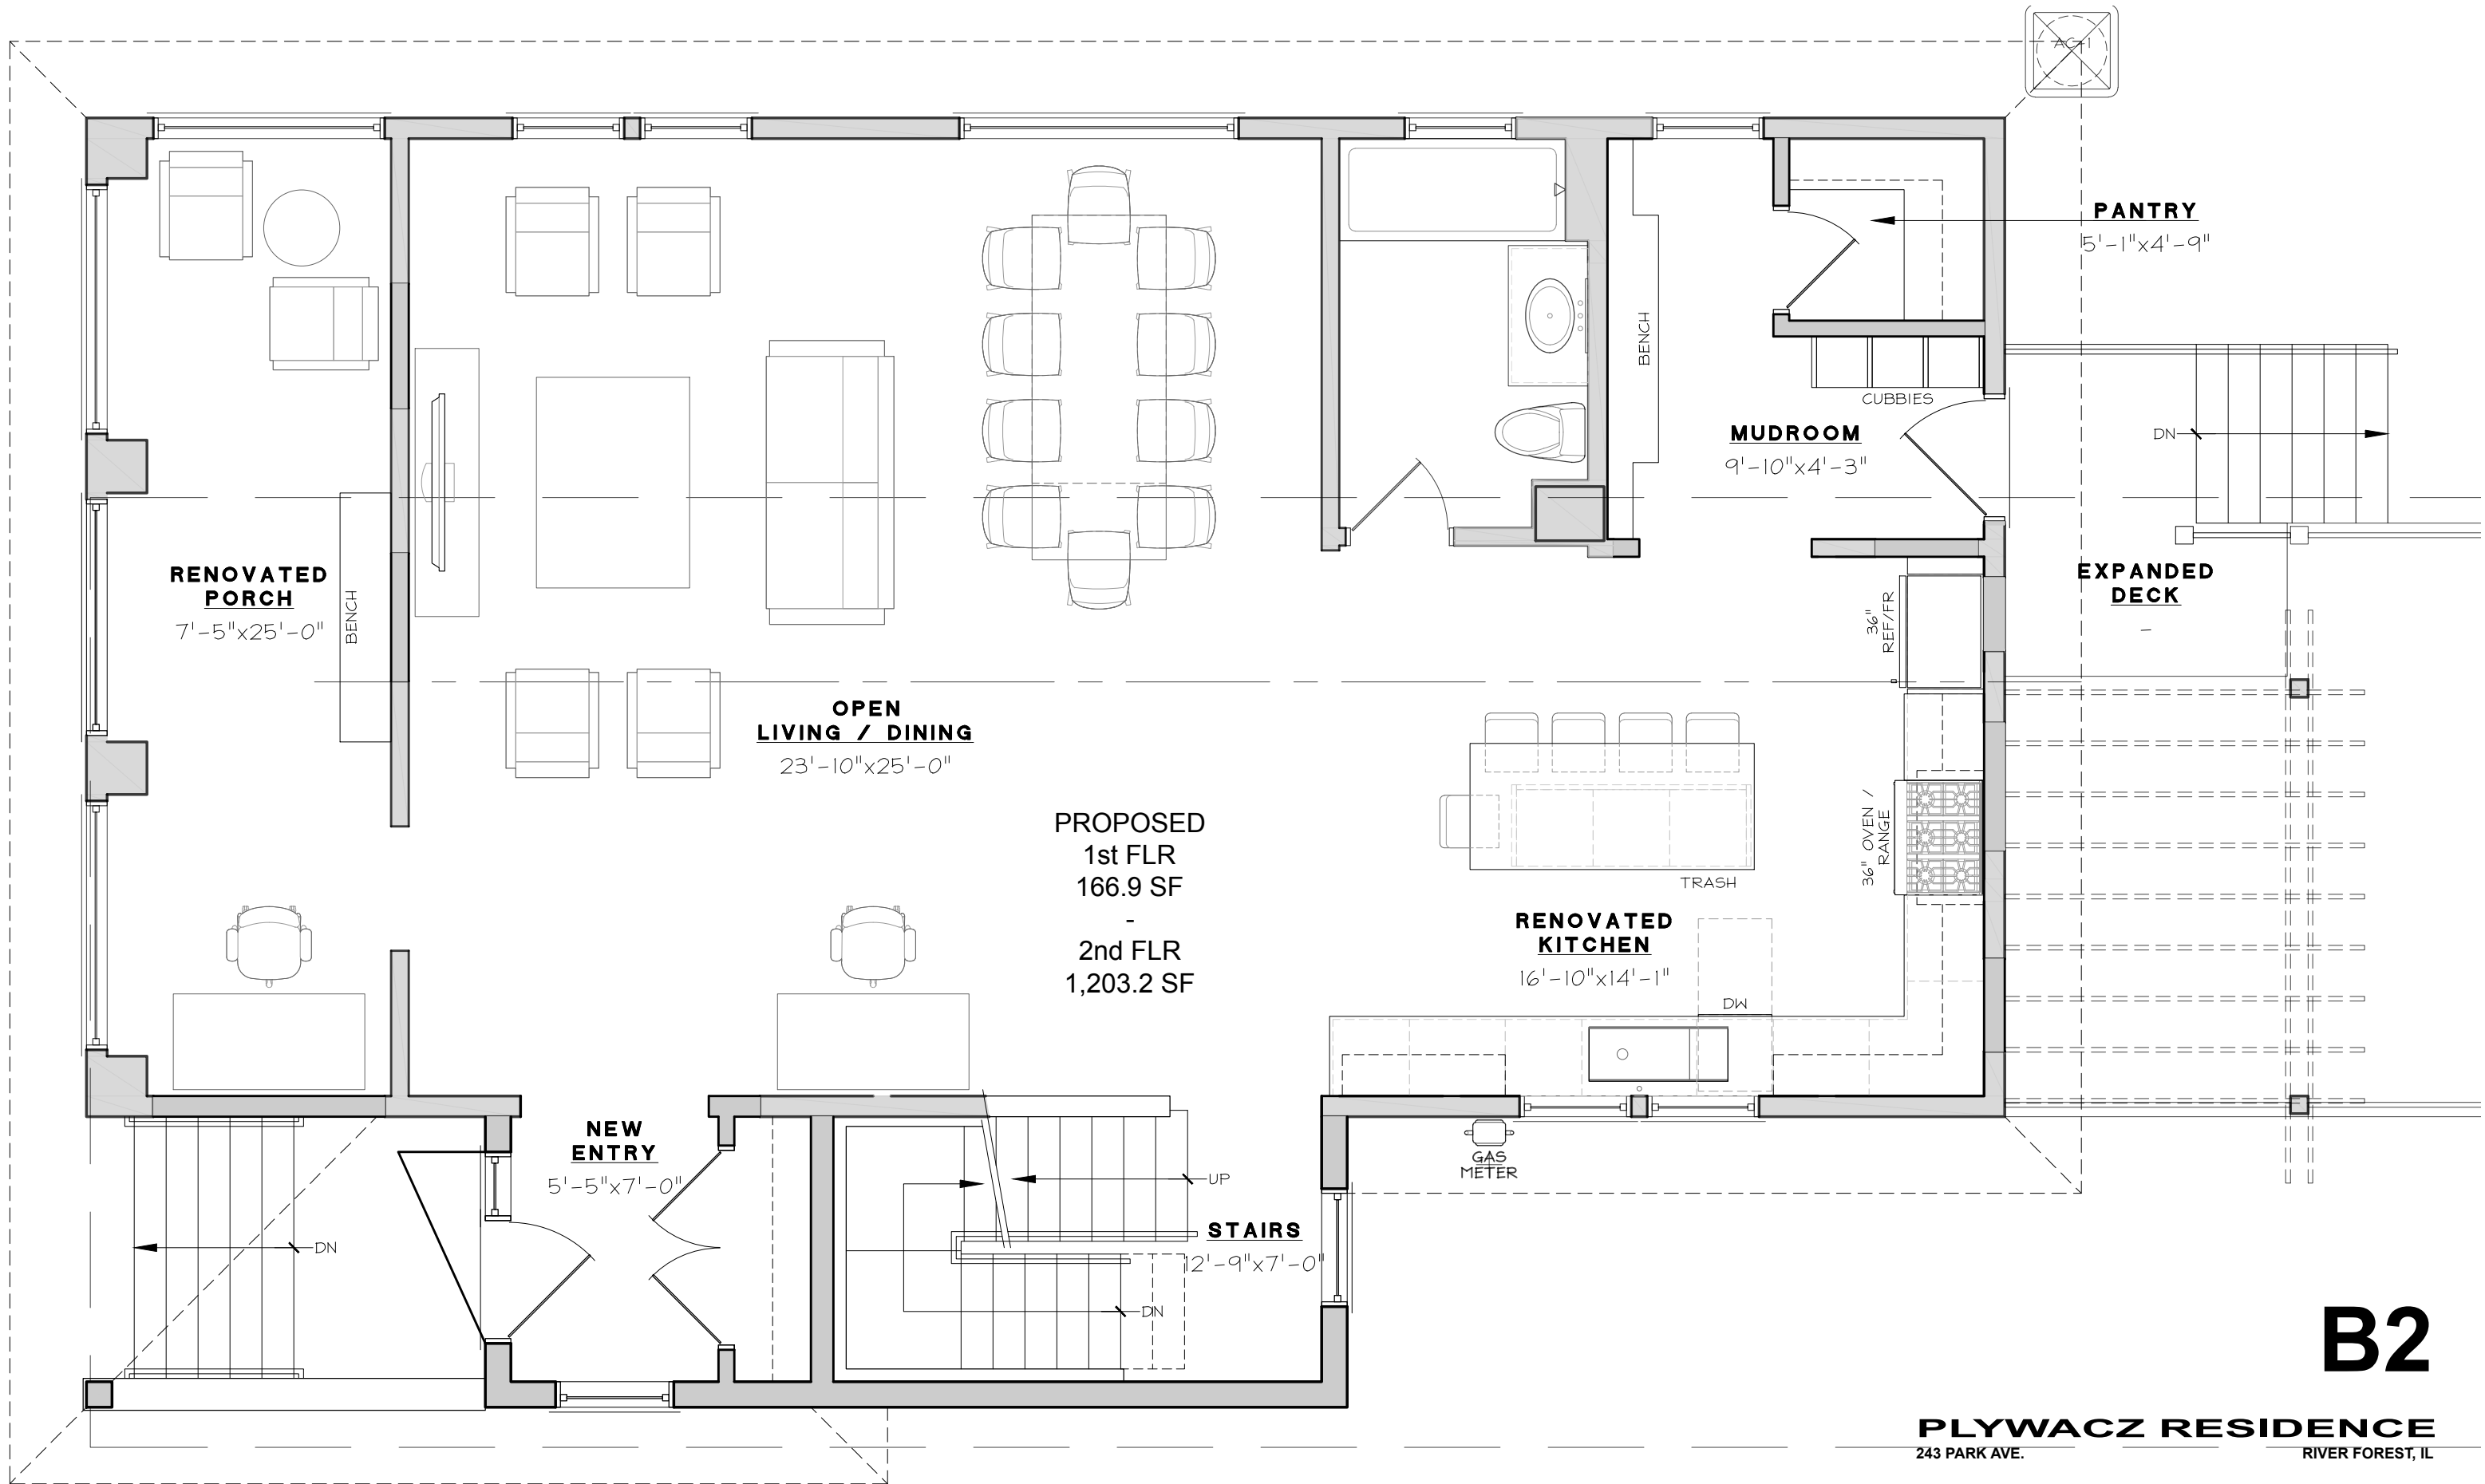 AC-1
PANTRY
5'-1"x4'-9"
BENCH
CUBBIES
MUDROOM
9'-10"x4'-3"
DN
RENOVATED
PORCH
7'-5"x25'-0"
BENCH
EXPANDED
DECK
-
36"
REF/FR
OPEN
LIVING / DINING
23'-10"x25'-0"
PROPOSED
1st FLR
166.9 SF
-
2nd FLR
1,203.2 SF
36" OVEN /
RANGE
TRASH
RENOVATED
KITCHEN
16'-10"x14'-1"
DW
NEW
ENTRY
5'-5"x7'-0"
GAS
METER
UP
STAIRS
12'-9"x7'-0"
DN
DN
B2
PLYWACZ RESIDENCE
243 PARK AVE.
RIVER FOREST, IL